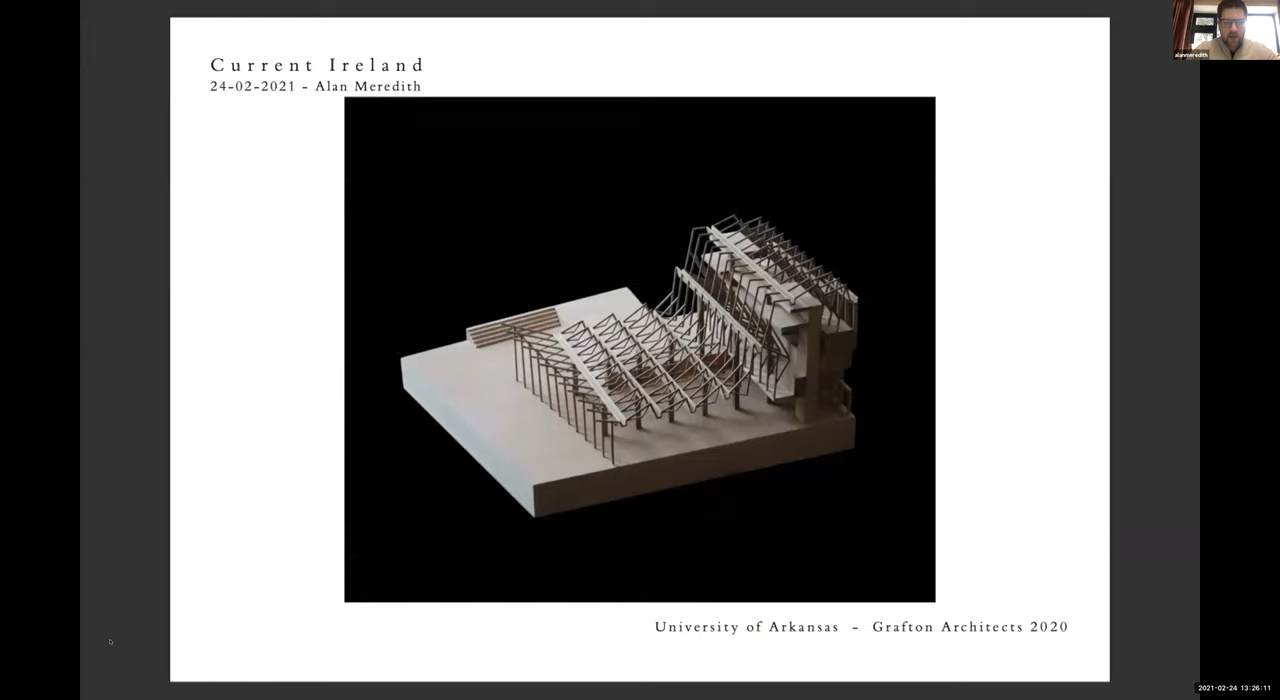 Current Ireland
24-02-2021 - Alan Meredith
alanmeredith
University of Arkansas - Grafton Architects 2020
2021-02-24 13:26:11